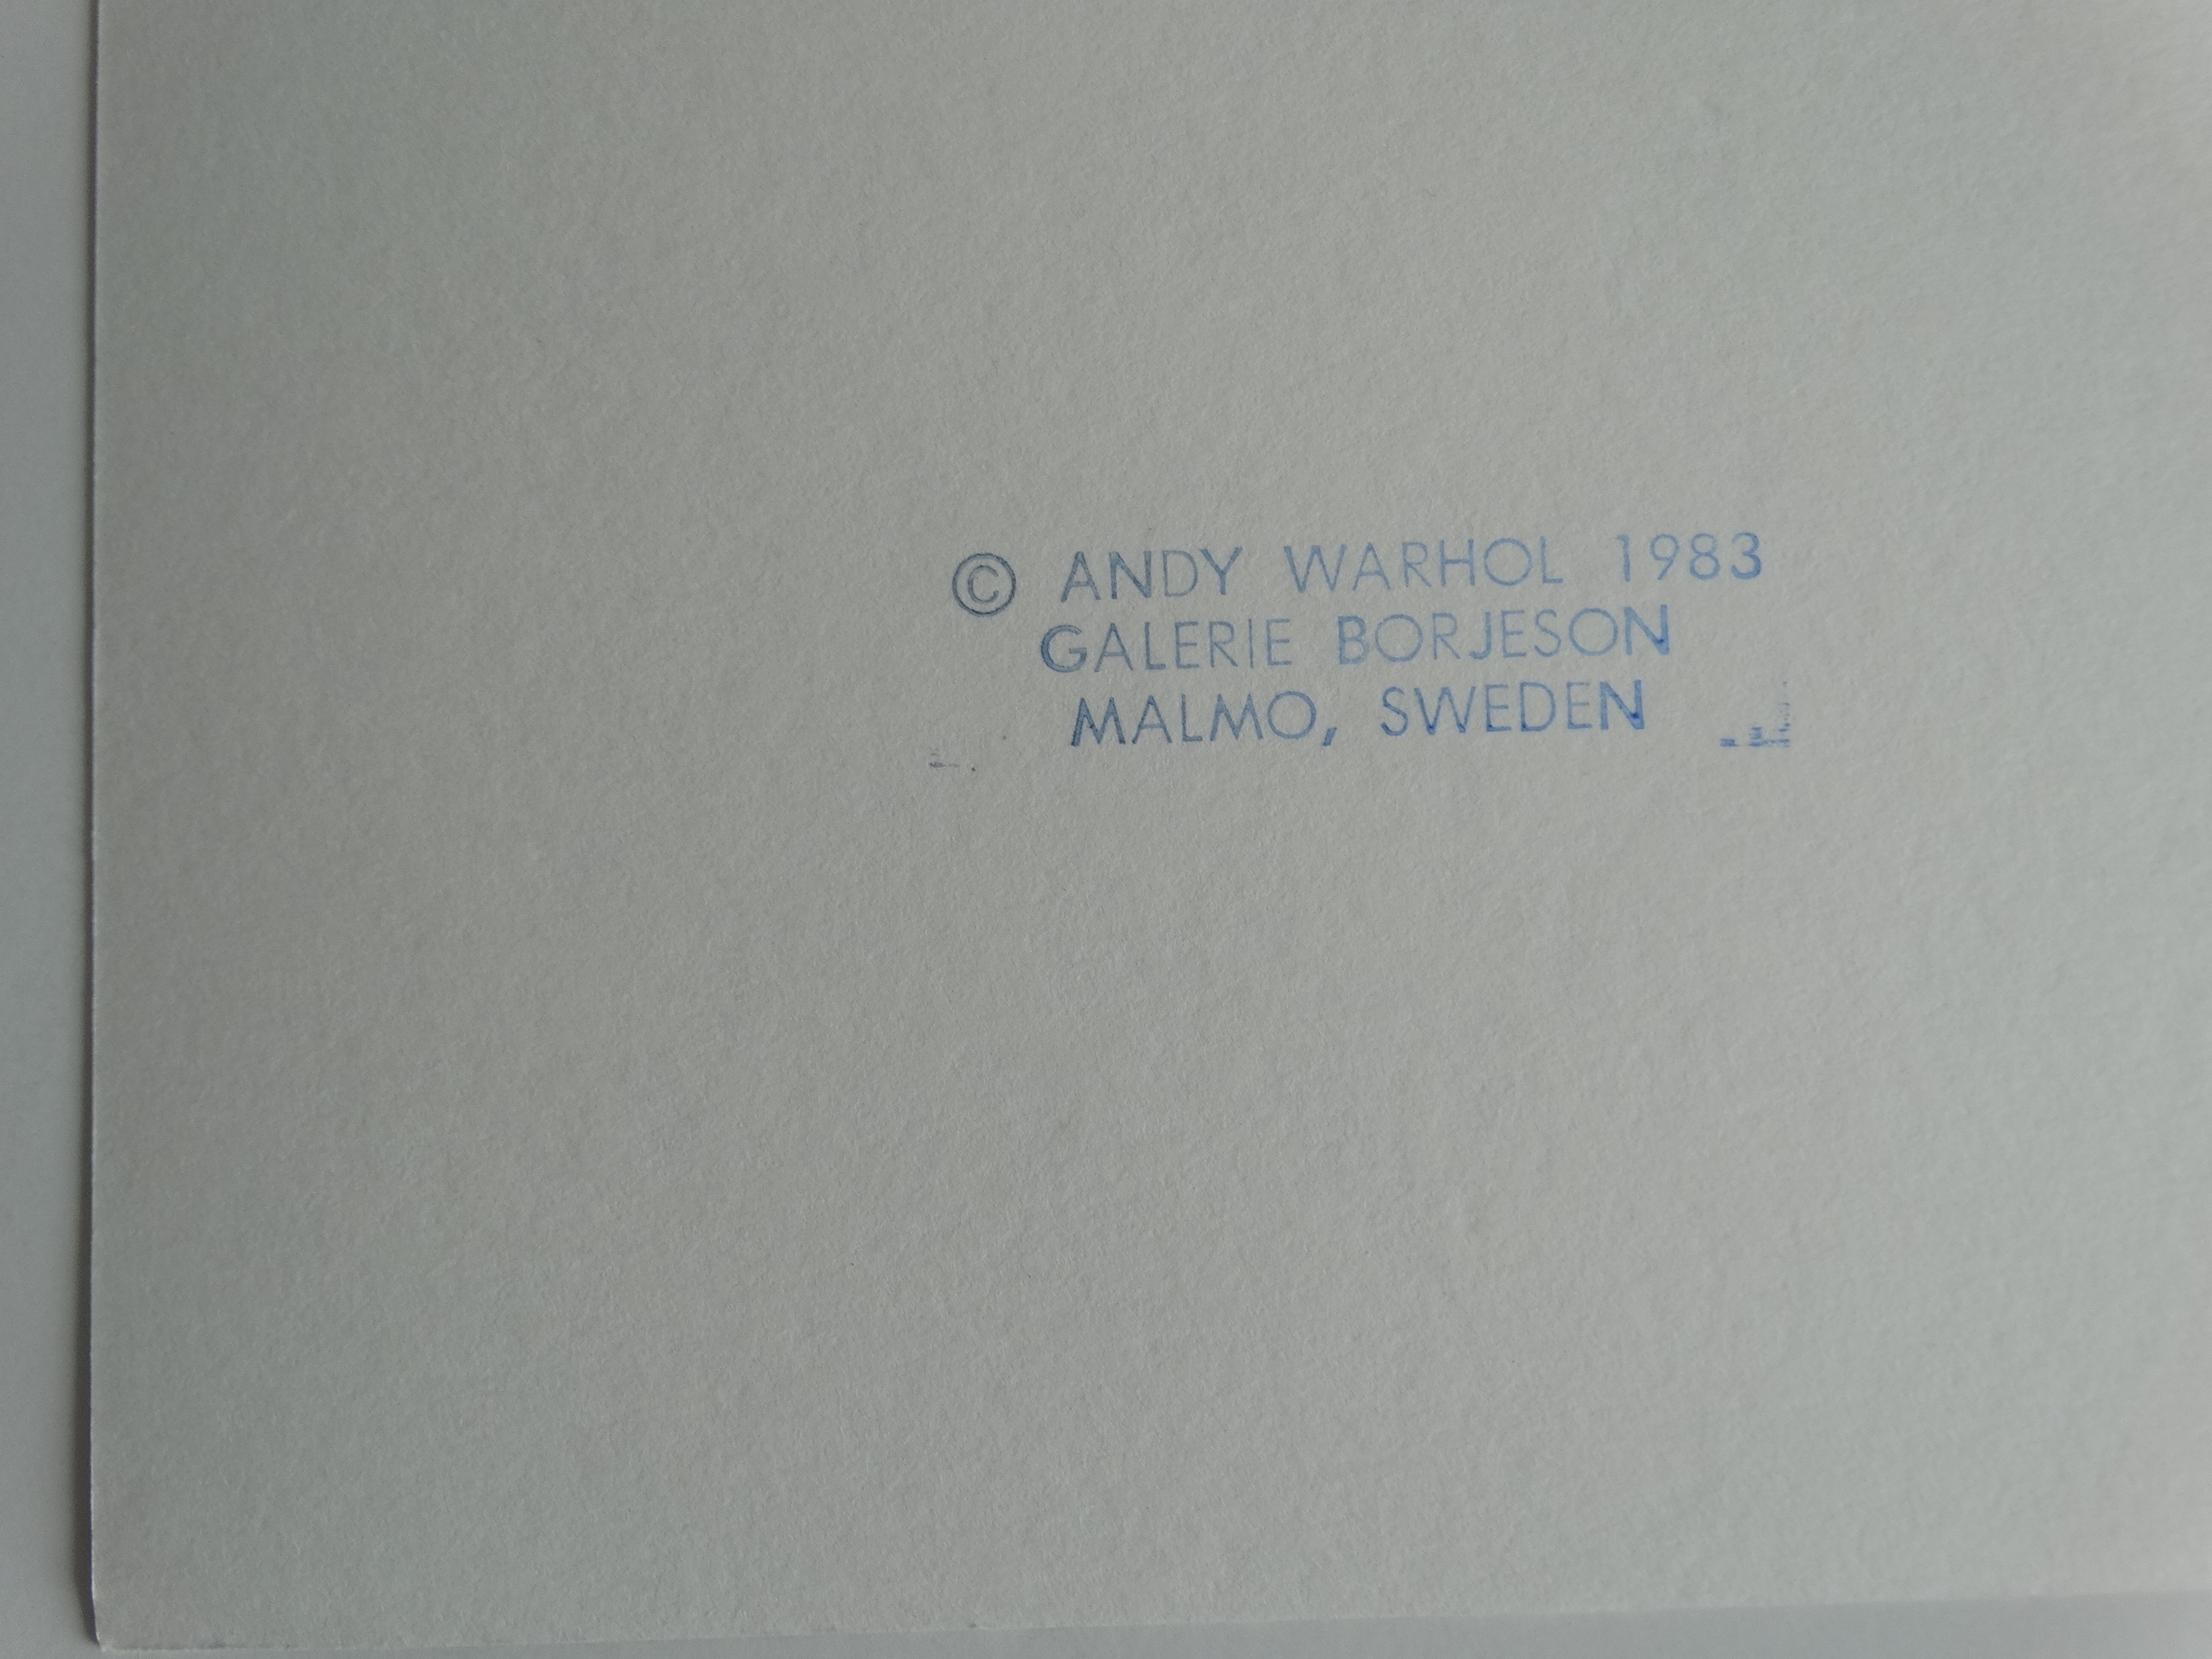 © ANDY WARHOL 1983
GALERIE BORJESON
MALMO, SWEDEN